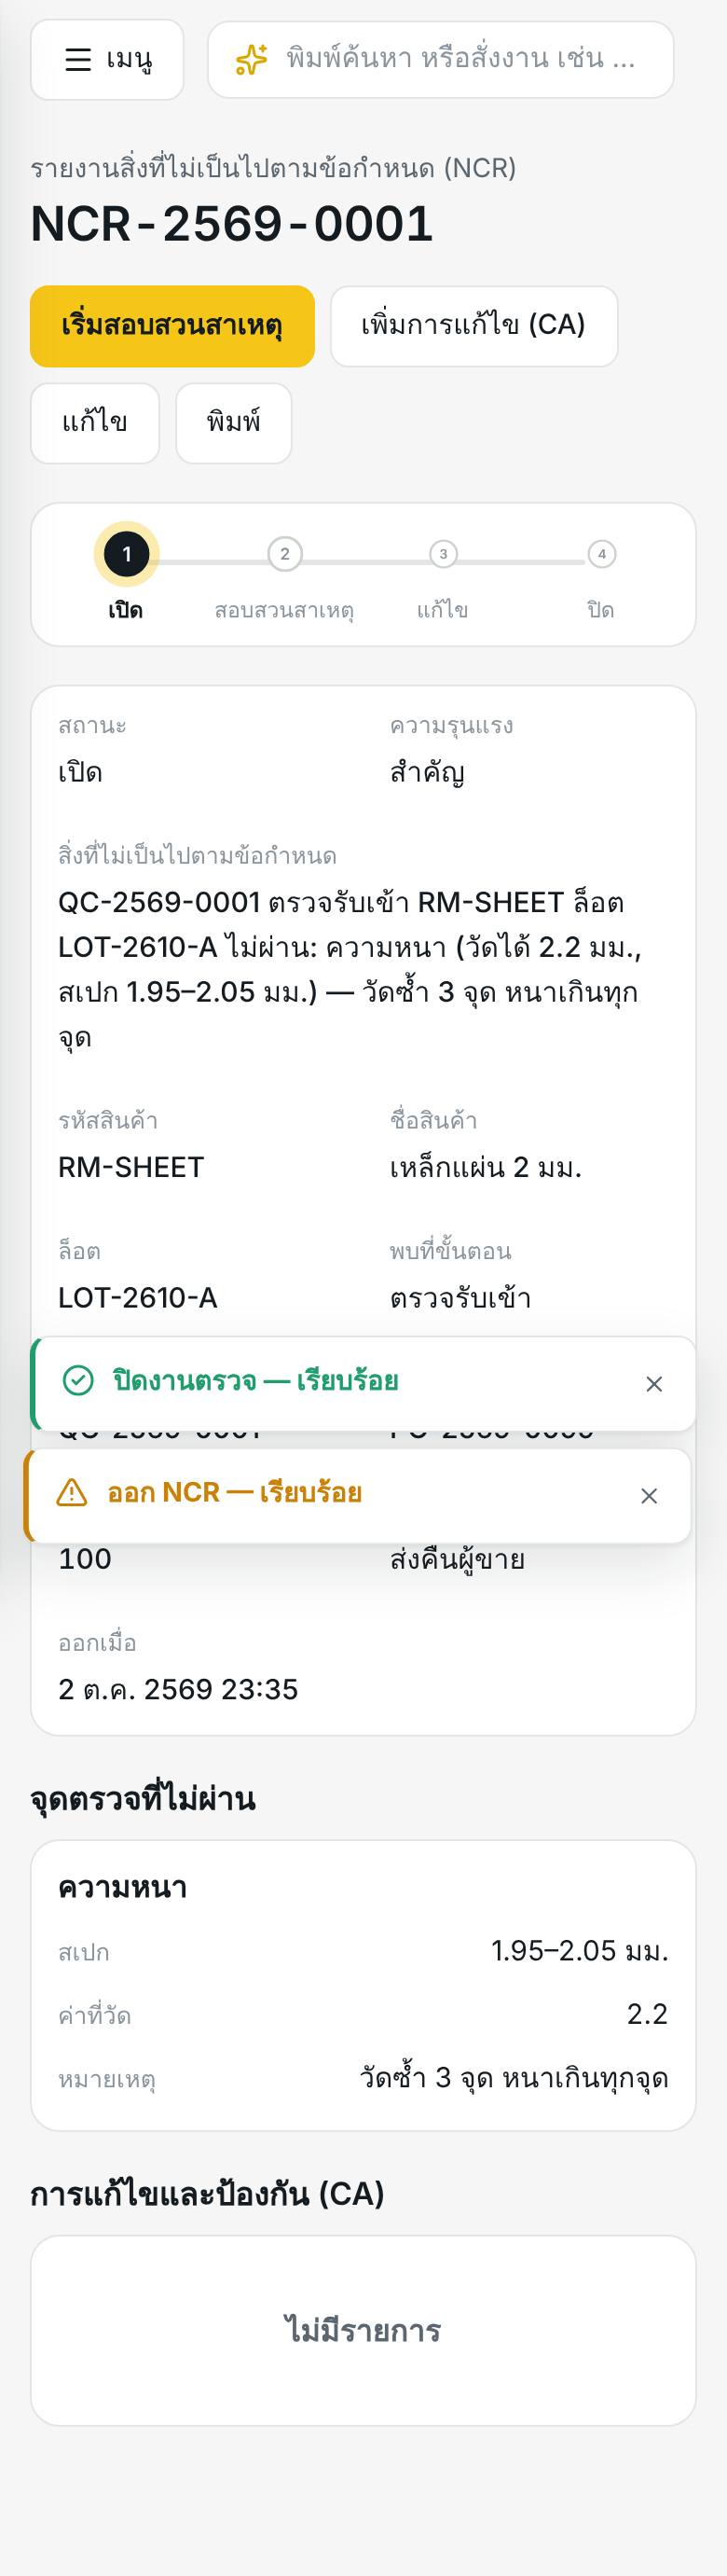 เมนู
พิมพ์ค้นหา หรือสั่งงาน เช่น ...
รายงานสิ่งที่ไม่เป็นไปตามข้อกำหนด (NCR)
NCR-2569-0001
เริ่มสอบสวนสาเหตุ
เพิ่มการแก้ไข (CA)
แก้ไข
พิมพ์
1
2
3
4
เปิด
สอบสวนสาเหตุ
แก้ไข
ปิด
สถานะ
ความรุนแรง
เปิด
สำคัญ
สิ่งที่ไม่เป็นไปตามข้อกำหนด
QC-2569-0001 ตรวจรับเข้า RM-SHEET ล็อต
LOT-2610-A ไม่ผ่าน: ความหนา (วัดได้ 2.2 มม.,
สเปก 1.95–2.05 มม.) — วัดซ้ำ 3 จุด หนาเกินทุก
จุด
รหัสสินค้า
ชื่อสินค้า
RM-SHEET
เหล็กแผ่น 2 มม.
ล็อต
พบที่ขั้นตอน
LOT-2610-A
ตรวจรับเข้า
ปิดงานตรวจ — เรียบร้อย
ออก NCR — เรียบร้อย
100
ส่งคืนผู้ขาย
ออกเมื่อ
2 ต.ค. 2569 23:35
จุดตรวจที่ไม่ผ่าน
ความหนา
สเปก
1.95–2.05 มม.
ค่าที่วัด
2.2
หมายเหตุ
วัดซ้ำ 3 จุด หนาเกินทุกจุด
การแก้ไขและป้องกัน (CA)
ไม่มีรายการ